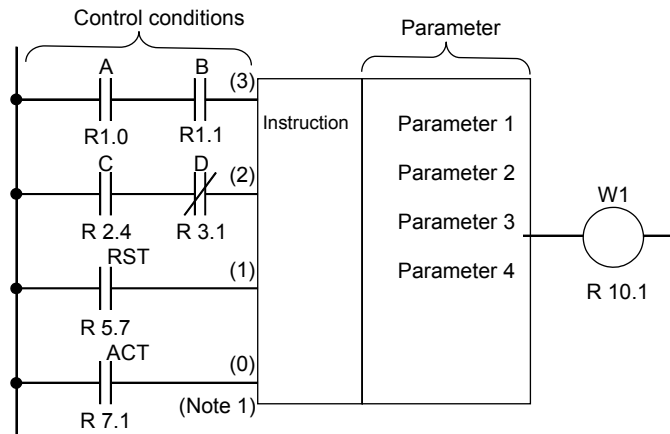 Control conditions
Parameter
A B (3)
R1.0 R1.1
Instruction
Parameter 1
C D (2)
R 2.4 R 3.1
Parameter 2
W1
Parameter 3
RST (1)
R 5.7
Parameter 4
R 10.1
ACT (0)
R 7.1 (Note 1)